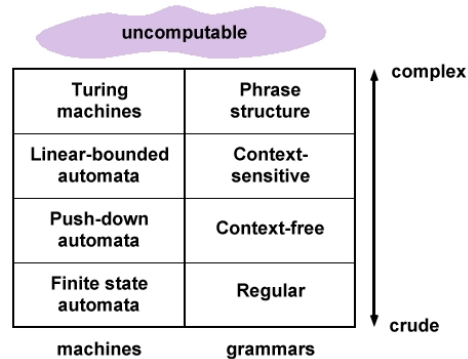 uncomputable
complex
Turing
machines
Phrase
structure
Linear-bounded
automata
Context-
sensitive
Push-down
automata
Context-free
Finite state
automata
Regular
crude
machines
grammars